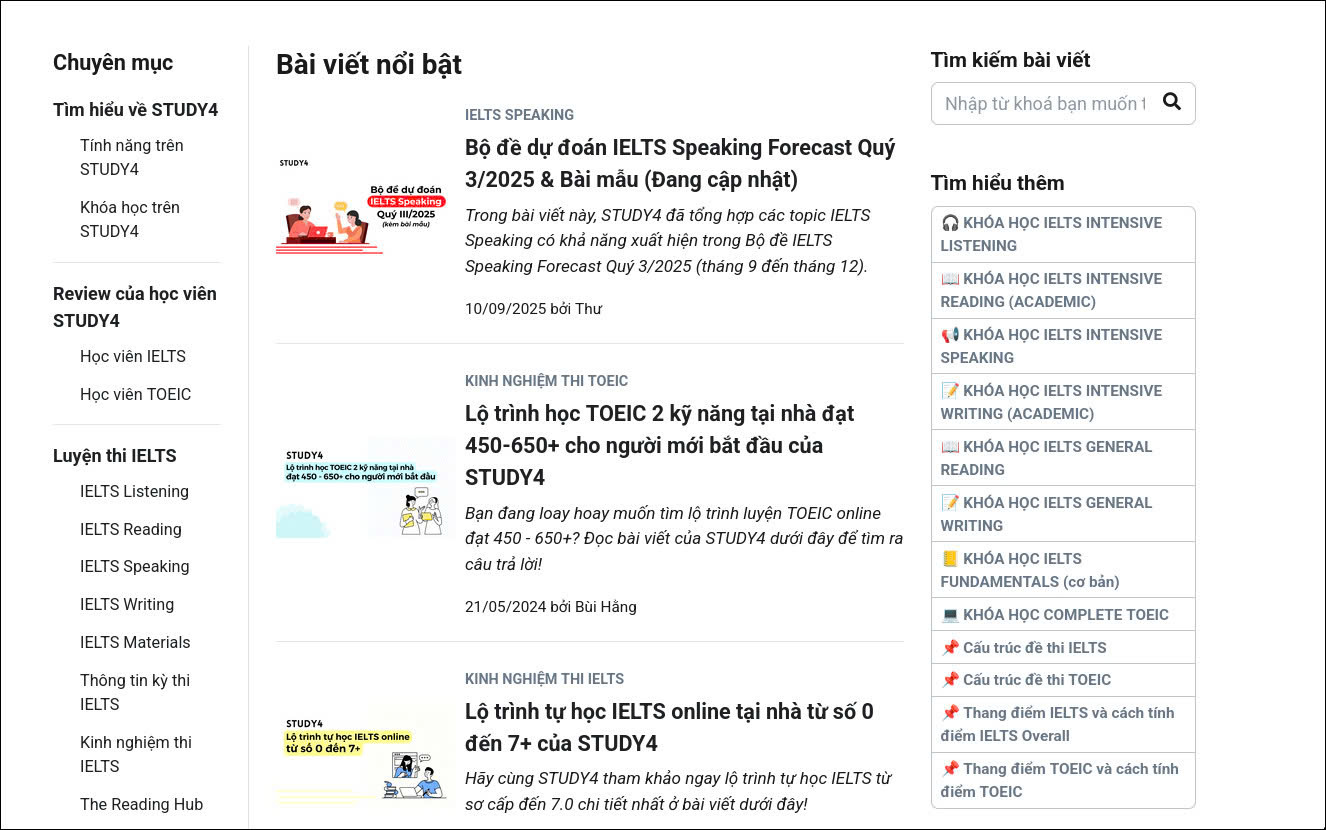 Chuyên mục
Tìm hiểu về STUDY4
Tính năng trên
STUDY4
Khóa học trên
STUDY4
Review của học viên
STUDY4
Học viên IELTS
Học viên TOEIC
Luyện thi IELTS
IELTS Listening
IELTS Reading
IELTS Speaking
IELTS Writing
IELTS Materials
Thông tin kỳ thi
IELTS
Kinh nghiệm thi
IELTS
The Reading Hub
Bài viết nổi bật
STUDY4
Bộ đề dự đoán
IELTS Speaking
Quý III/2025
(kèm bài mẫu)
IELTS SPEAKING
Bộ đề dự đoán IELTS Speaking Forecast Quý
3/2025 & Bài mẫu (Đang cập nhật)
Trong bài viết này, STUDY4 đã tổng hợp các topic IELTS
Speaking có khả năng xuất hiện trong Bộ đề IELTS
Speaking Forecast Quý 3/2025 (tháng 9 đến tháng 12).
10/09/2025 bởi Thư
STUDY4
Lộ trình học TOEIC 2 kỹ năng tại nhà
đạt 450 - 650+ cho người mới bắt đầu
KINH NGHIỆM THI TOEIC
Lộ trình học TOEIC 2 kỹ năng tại nhà đạt
450-650+ cho người mới bắt đầu của
STUDY4
Bạn đang loay hoay muốn tìm lộ trình luyện TOEIC online
đạt 450 - 650+? Đọc bài viết của STUDY4 dưới đây để tìm ra
câu trả lời!
21/05/2024 bởi Bùi Hằng
STUDY4
Lộ trình tự học IELTS online
từ số 0 đến 7+
KINH NGHIỆM THI IELTS
Lộ trình tự học IELTS online tại nhà từ số 0
đến 7+ của STUDY4
Hãy cùng STUDY4 tham khảo ngay lộ trình tự học IELTS từ
sơ cấp đến 7.0 chi tiết nhất ở bài viết dưới đây!
Tìm kiếm bài viết
Nhập từ khoá bạn muốn t
Tìm hiểu thêm
🎧 KHÓA HỌC IELTS INTENSIVE
LISTENING
📖 KHÓA HỌC IELTS INTENSIVE
READING (ACADEMIC)
📢 KHÓA HỌC IELTS INTENSIVE
SPEAKING
📝 KHÓA HỌC IELTS INTENSIVE
WRITING (ACADEMIC)
📖 KHÓA HỌC IELTS GENERAL
READING
📝 KHÓA HỌC IELTS GENERAL
WRITING
📒 KHÓA HỌC IELTS
FUNDAMENTALS (cơ bản)
💻 KHÓA HỌC COMPLETE TOEIC
📌 Cấu trúc đề thi IELTS
📌 Cấu trúc đề thi TOEIC
📌 Thang điểm IELTS và cách tính
điểm IELTS Overall
📌 Thang điểm TOEIC và cách tính
điểm TOEIC